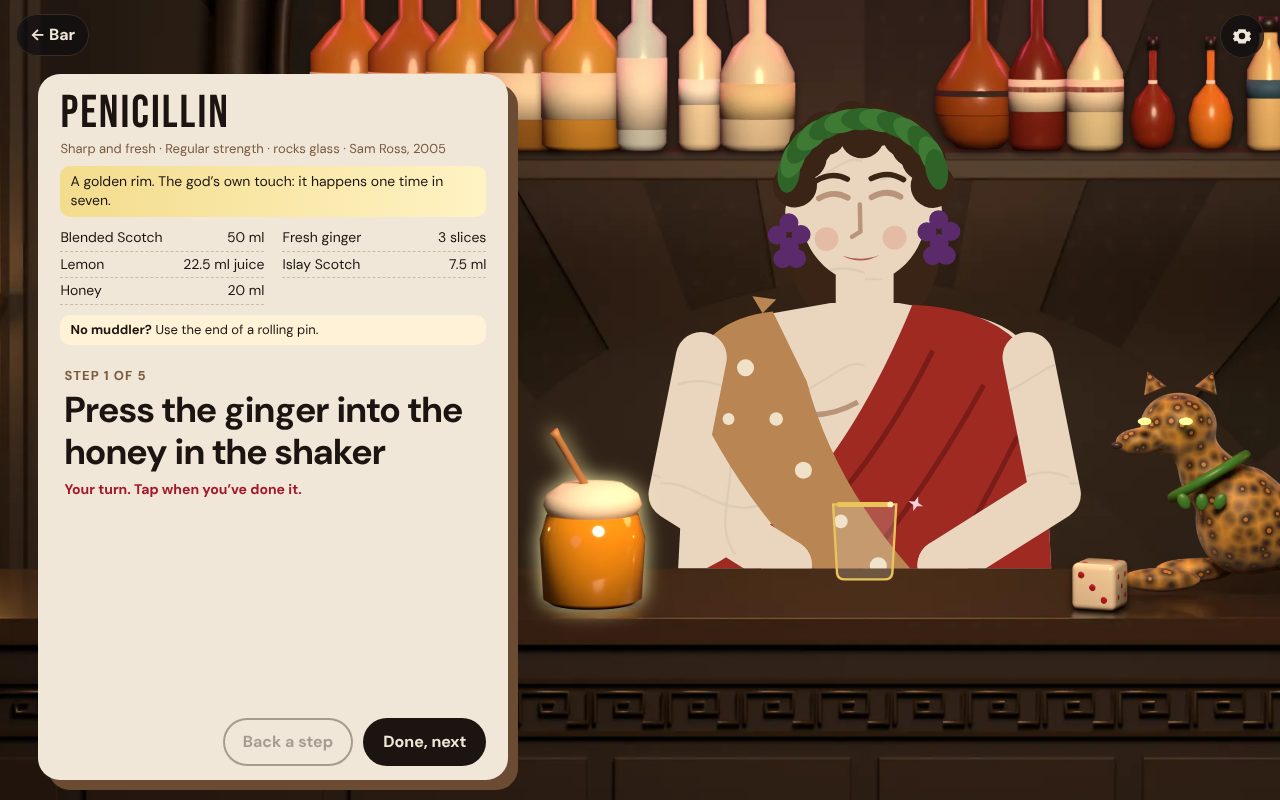 ← Bar
PENICILLIN
Sharp and fresh · Regular strength · rocks glass · Sam Ross, 2005
A golden rim. The god’s own touch: it happens one time in
seven.
Blended Scotch 50 ml
Fresh ginger 3 slices
Lemon 22.5 ml juice
Islay Scotch 7.5 ml
Honey 20 ml
No muddler? Use the end of a rolling pin.
STEP 1 OF 5
Press the ginger into the
honey in the shaker
Your turn. Tap when you’ve done it.
Back a step
Done, next